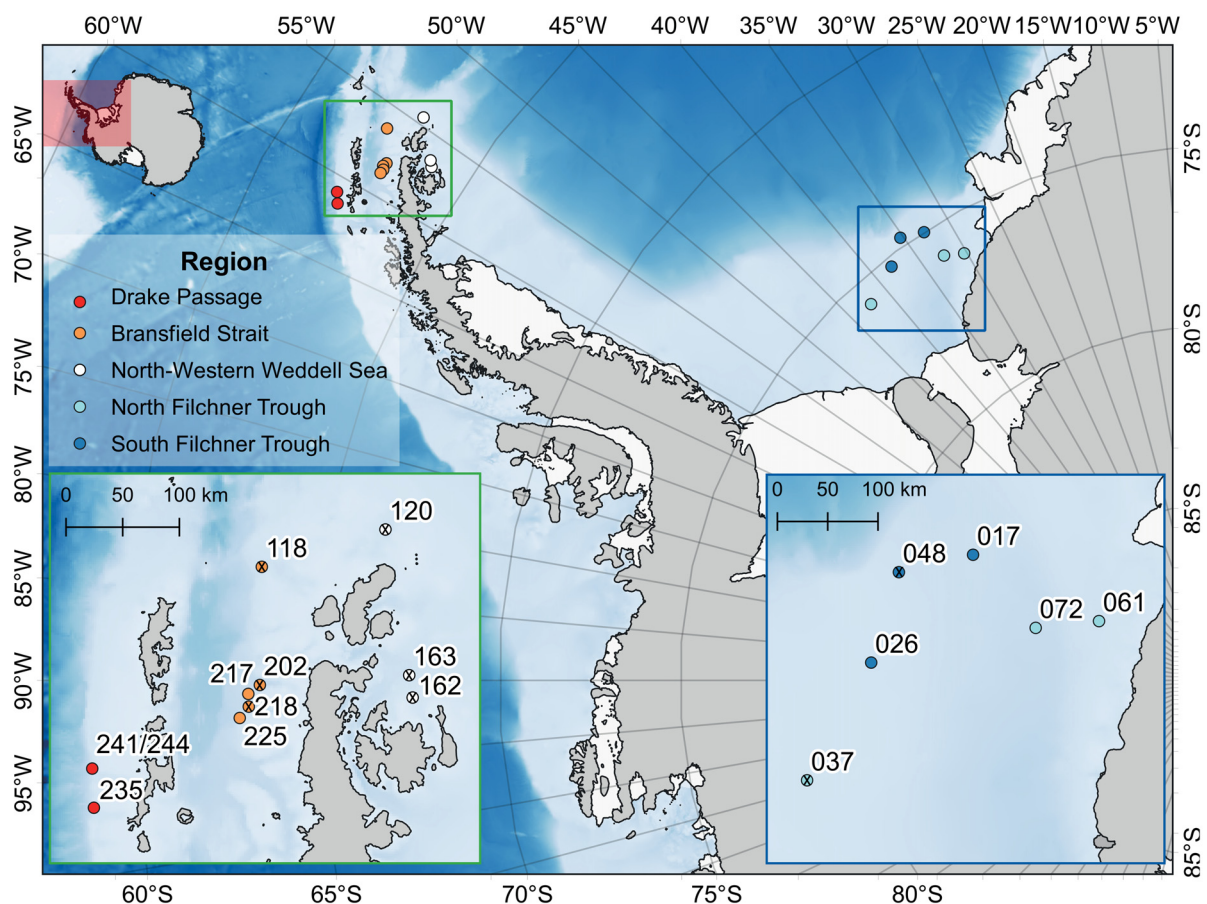 60°W 55°W 50°W 45°W 40°W 35°W 30°W 25°W 20°W 15°W 10°W 5°W
65°W
70°W
75°W
80°W
85°W
90°W
95°W
75°S
80°S
85°S
85°S
Region
Drake Passage
Bransfield Strait
North-Western Weddell Sea
North Filchner Trough
South Filchner Trough
0 50 100 km
120
118
163
162
217 202
218
225
241/244
235
0 50 100 km
017
048
061
072
026
037
60°S 65°S 70°S 75°S 80°S